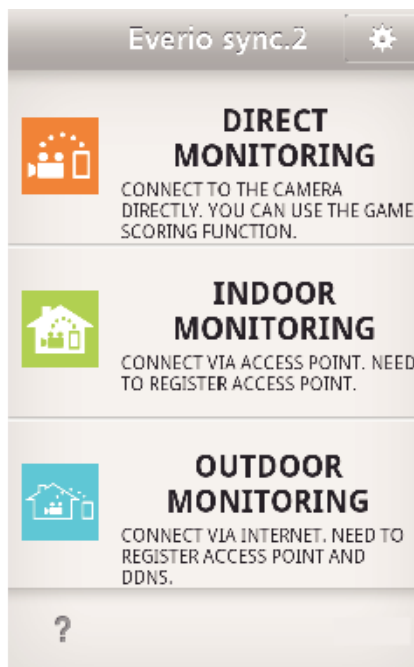 Everio sync.2
DIRECT
MONITORING
CONNECT TO THE CAMERA
DIRECTLY. YOU CAN USE THE GAME
SCORING FUNCTION.
INDOOR
MONITORING
CONNECT VIA ACCESS POINT. NEED
TO REGISTER ACCESS POINT.
OUTDOOR
MONITORING
CONNECT VIA INTERNET. NEED TO
REGISTER ACCESS POINT AND
DDNS.
?